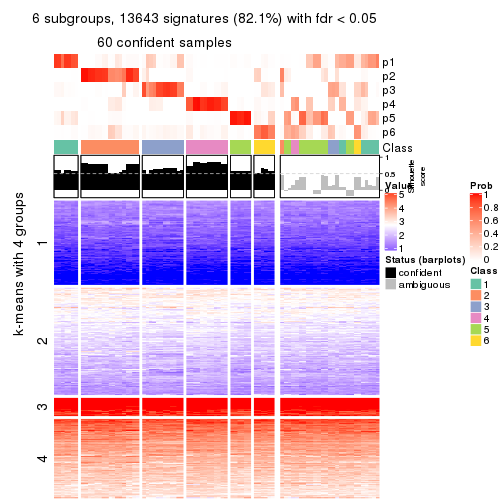 6 subgroups, 13643 signatures (82.1%) with fdr < 0.05
60 confident samples
p1
p2
p3
p4
p5
p6
Class
1
0.5
0
Silhouette
score
k-means with 4 groups
1
2
3
4
Value
5
4
3
2
1
Status (barplots)
confident
ambiguous
Prob
1
0.8
0.6
0.4
0.2
0
Class
1
2
3
4
5
6